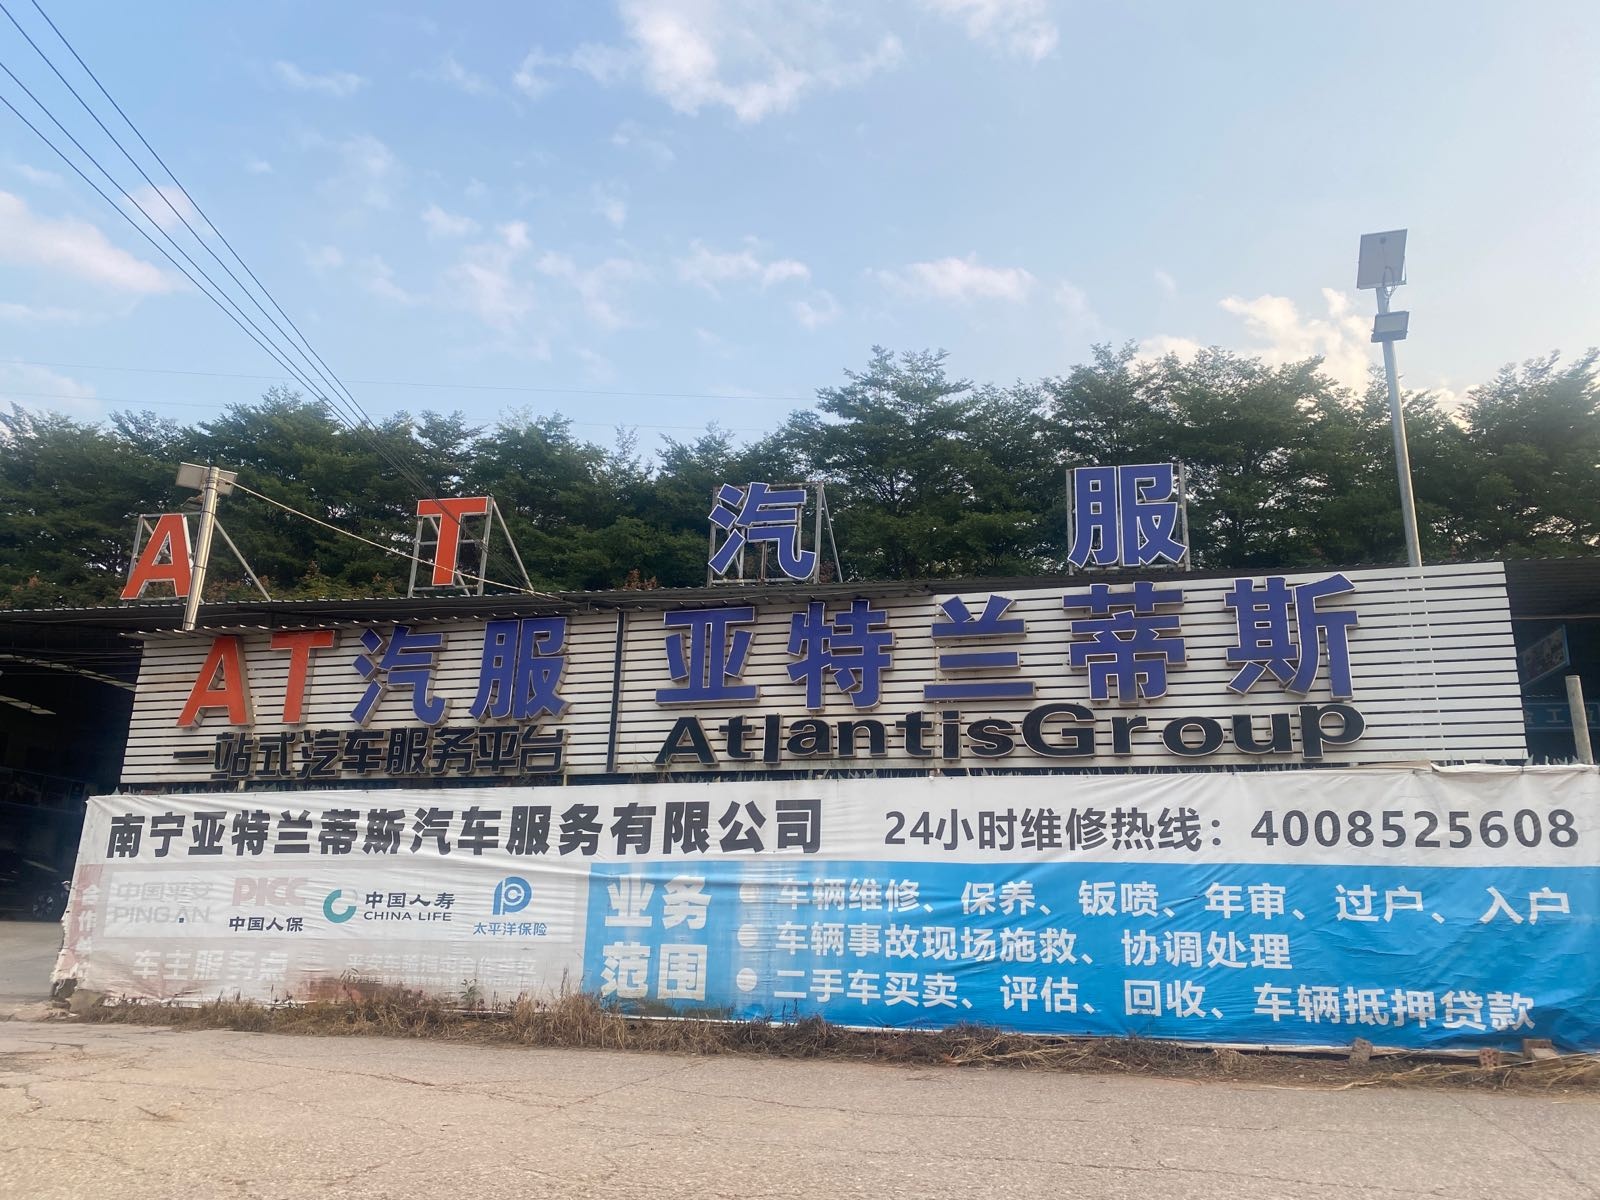 AT汽服
AT汽服
一站式汽车服务平台
亚特兰蒂斯
AtlantisGroup
南宁亚特兰蒂斯汽车服务有限公司
24小时维修热线：4008525608
合作
中国平安
PING AN
PICC
中国人保
中国人寿
CHINA LIFE
太平洋保险
车主服务点
业务
范围
车辆维修、保养、钣喷、年审、过户、入户
车辆事故现场施救、协调处理
二手车买卖、评估、回收、车辆抵押贷款